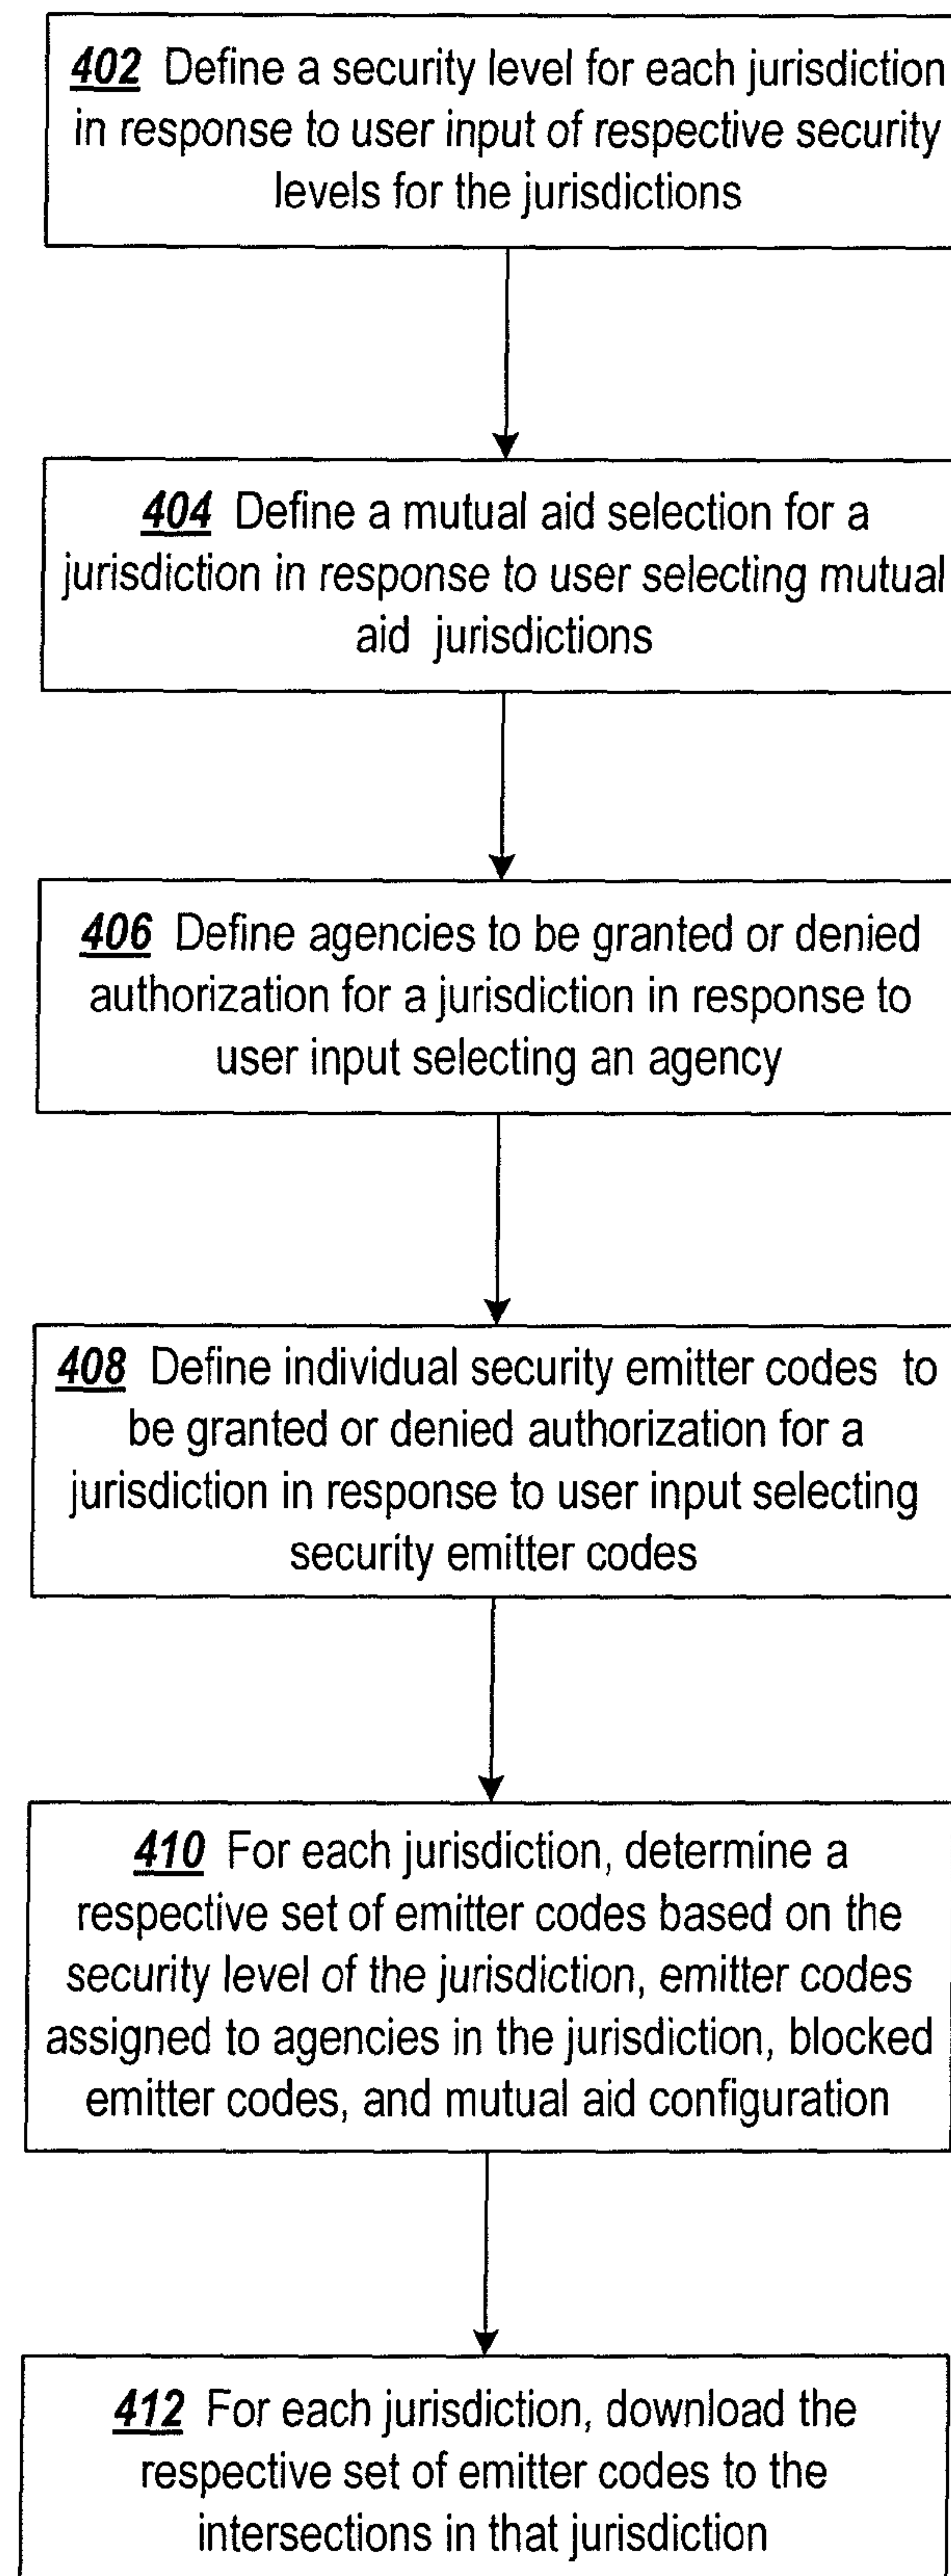 402 Define a security level for each jurisdiction
in response to user input of respective security
levels for the jurisdictions
404 Define a mutual aid selection for a
jurisdiction in response to user selecting mutual
aid jurisdictions
406 Define agencies to be granted or denied
authorization for a jurisdiction in response to
user input selecting an agency
408 Define individual security emitter codes to
be granted or denied authorization for a
jurisdiction in response to user input selecting
security emitter codes
410 For each jurisdiction, determine a
respective set of emitter codes based on the
security level of the jurisdiction, emitter codes
assigned to agencies in the jurisdiction, blocked
emitter codes, and mutual aid configuration
412 For each jurisdiction, download the
respective set of emitter codes to the
intersections in that jurisdiction